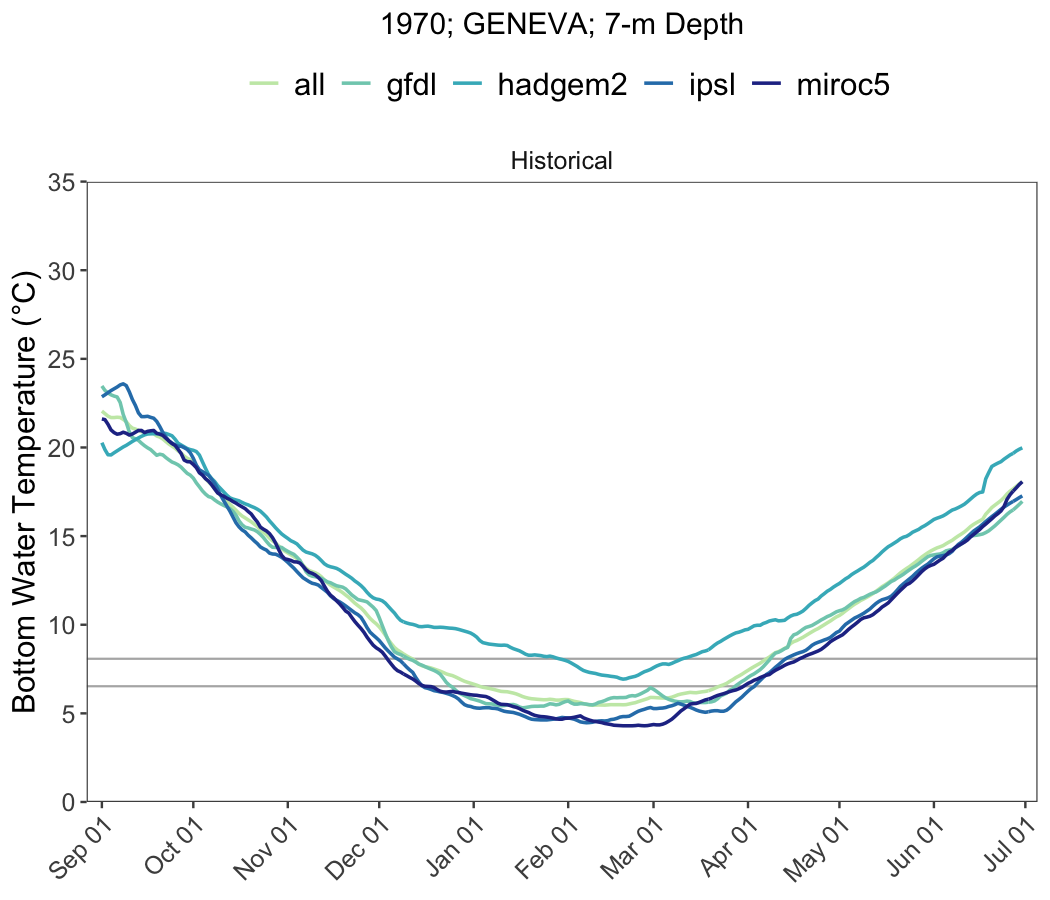 1970; GENEVA; 7-m Depth
all gfdl hadgem2 ipsl miroc5
Historical
Bottom Water Temperature (°C)
35
30
25
20
15
10
5
0
Sep 01 Oct 01 Nov 01 Dec 01 Jan 01 Feb 01 Mar 01 Apr 01 May 01 Jun 01 Jul 01